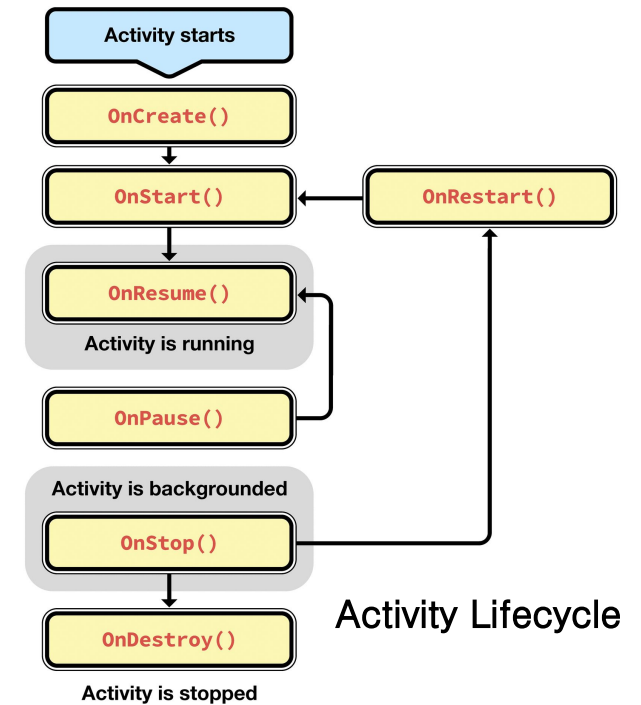 Activity starts
OnCreate()
OnStart()
OnRestart()
OnResume()
Activity is running
OnPause()
Activity is backgrounded
OnStop()
Activity Lifecycle
OnDestroy()
Activity is stopped